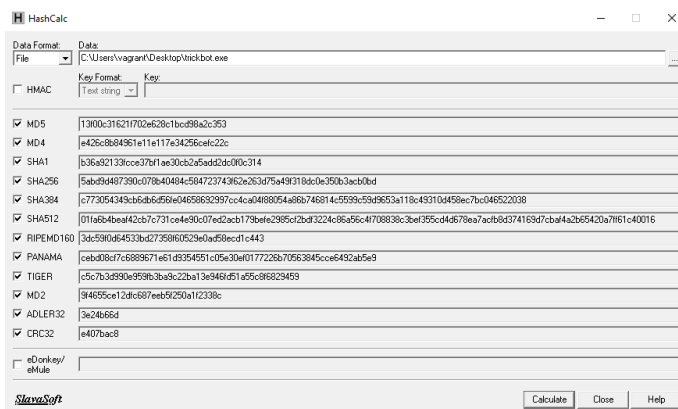 H HashCalc
Data Format: Data:
File C:\Users\vagrant\Desktop\trickbot.exe ...
Key Format: Key:
HMAC Text string
MD5 13f00c31621f702e628c1bcd98a2c353
MD4 e426c8b84961e11e117e34256cefc22c
SHA1 b36a92133fcce37bf1ae30cb2a5add2dc0f0c314
SHA256 5abd9d487390c078b40484c584723743f62e263d75a49f318dc0e350b3acb0bd
SHA384 c773054349cb6db6d56fe04658692997cc4ca04f88054a86b746814c5599c59d9653a118c49310d458ec7bc046522038
SHA512 01fa6b4beaf42cb7c731ce4e90c07ed2acb179befe2985cf2bdf3224c86a56c4f708838c3bef355cd4d678ea7acfb8d374169d7cbaf4a2b65420a7ff61c40016
RIPEMD160 3dc59f0d64533bd27358f60529e0ad58ecd1c443
PANAMA cebd08cf7c6889671e61d9354551c05e30ef0177226b70563845cce6492ab5e9
TIGER c5c7b3d990e959fb3ba9c22ba13e946fd51a55c8f6829459
MD2 9f4655ce12dfc687eeb5f250a1f2338c
ADLER32 3e24b66d
CRC32 e407bac8
eDonkey/
eMule
SlavaSoft Calculate Close Help